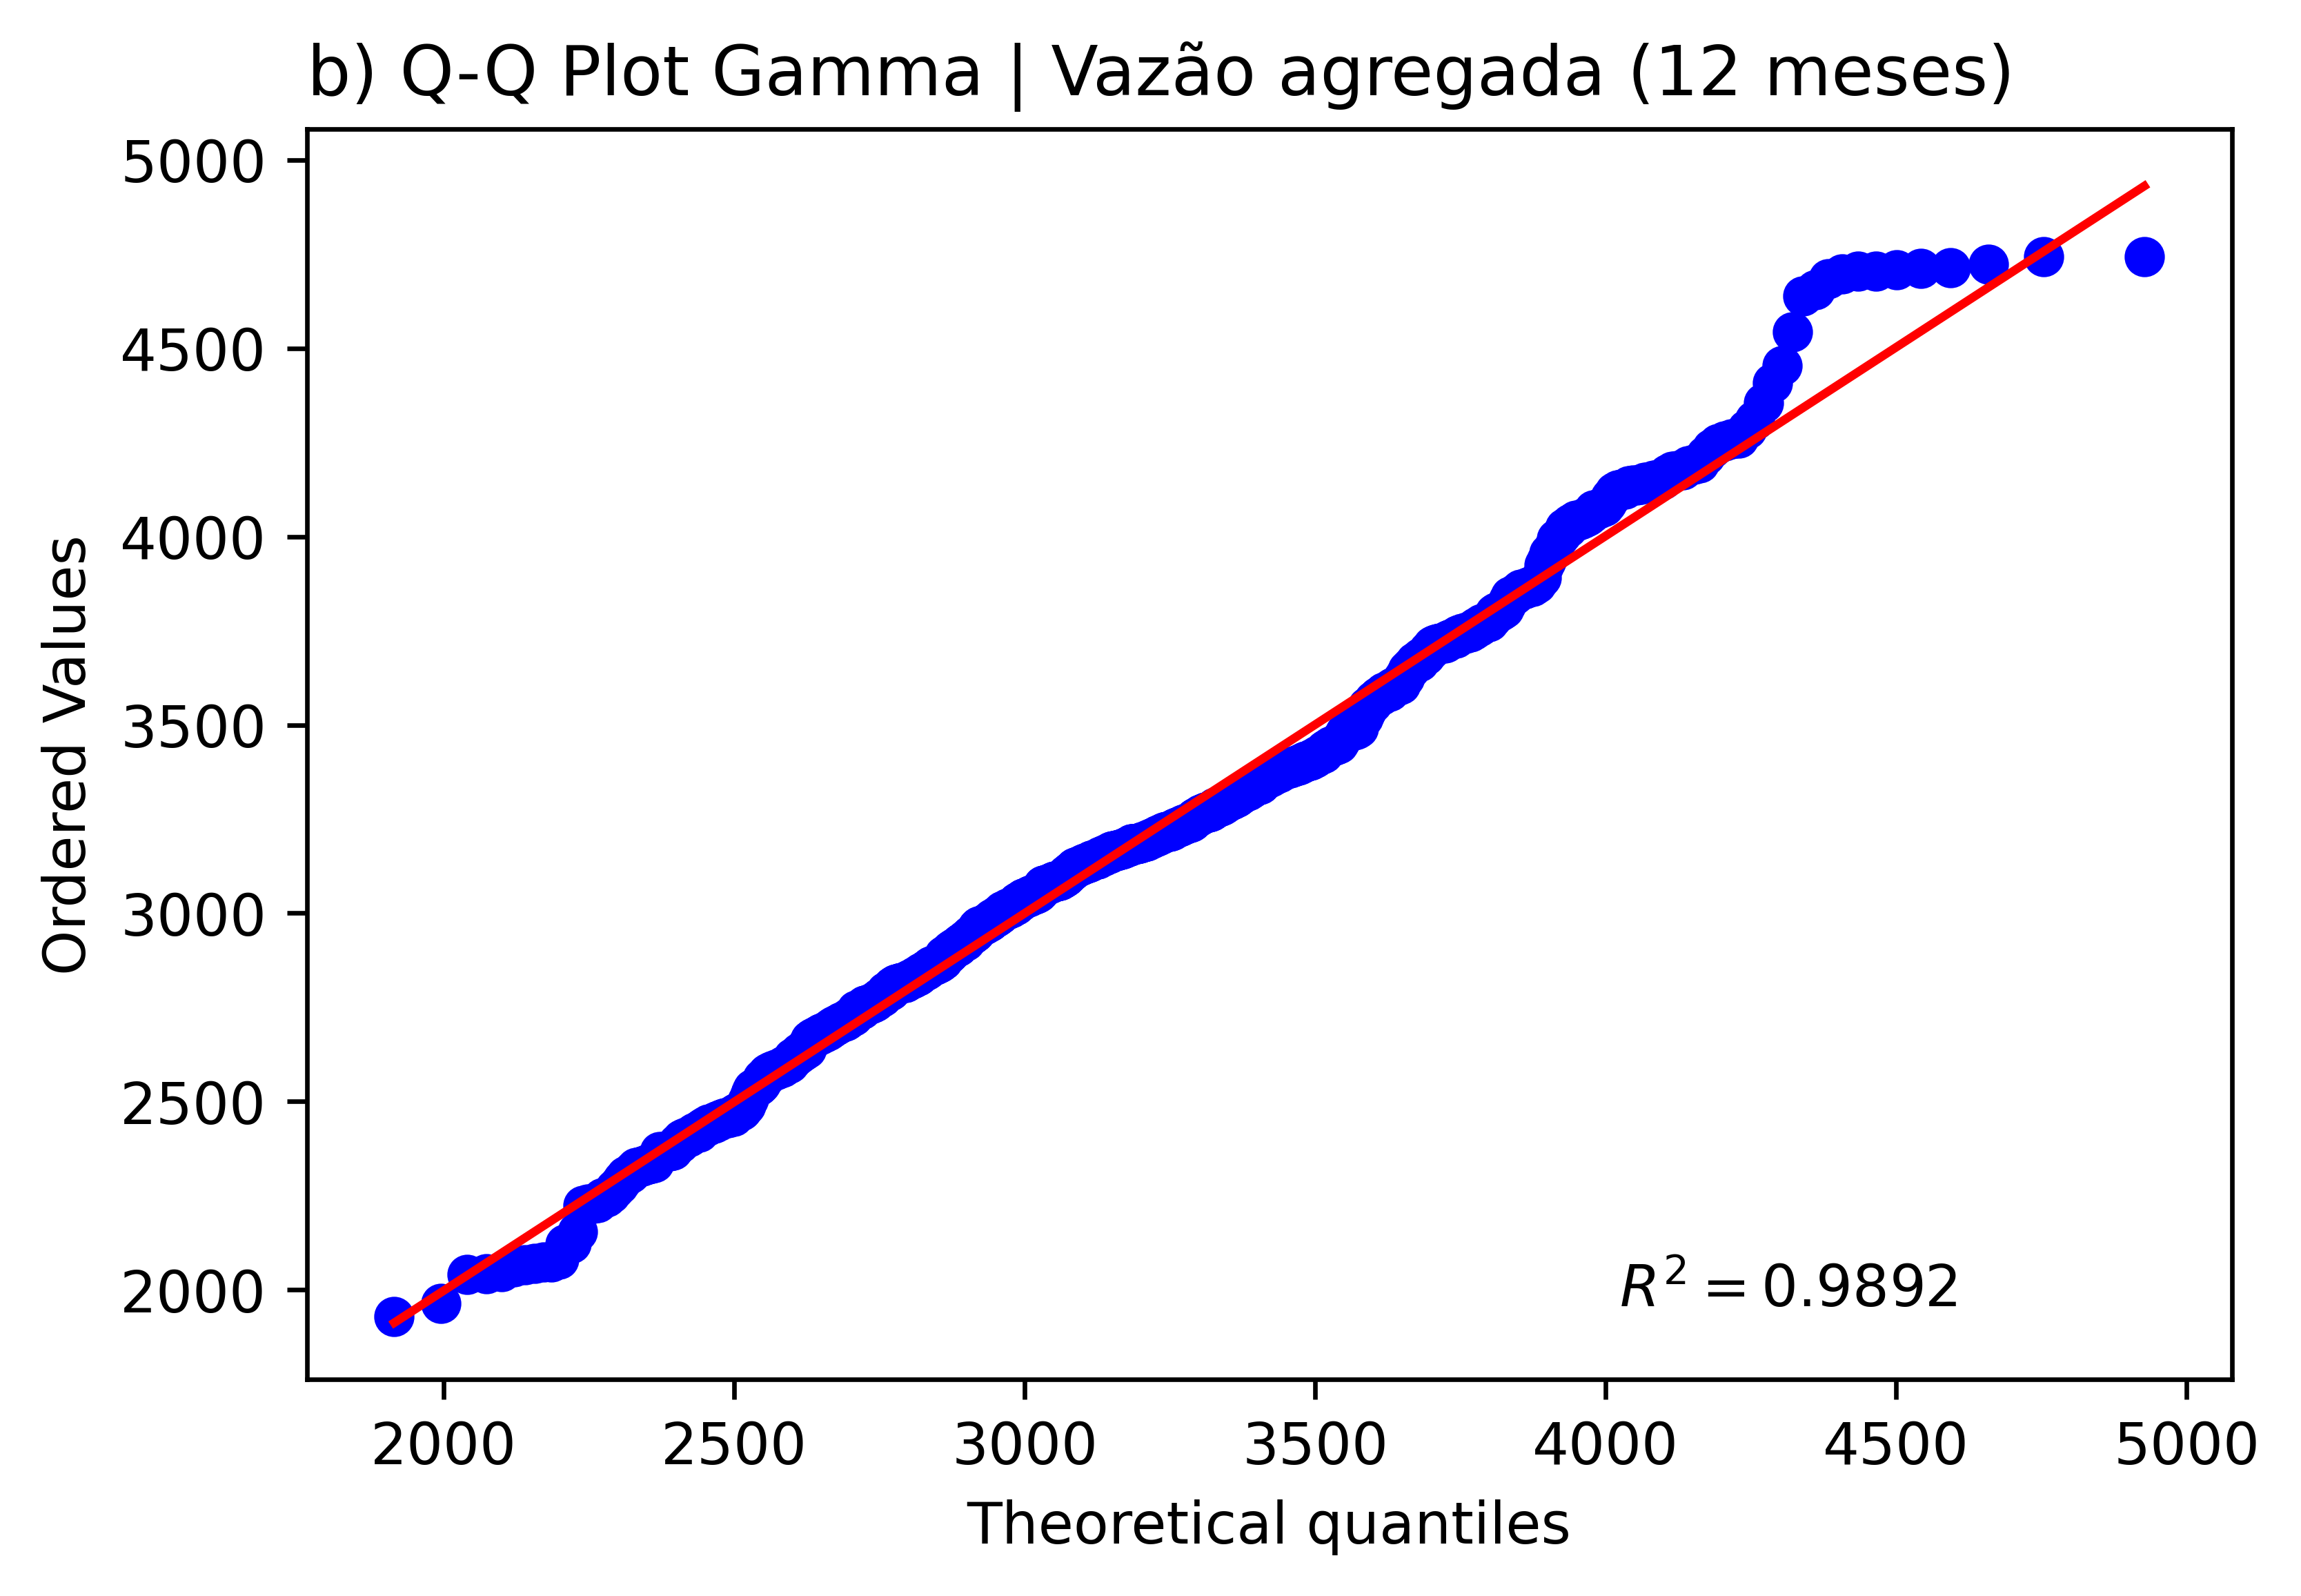 b) Q-Q Plot Gamma | Vazão agregada (12 meses)
5000
4500
4000
3500
3000
2500
2000
Ordered Values
R² = 0.9892
2000 2500 3000 3500 4000 4500 5000
Theoretical quantiles